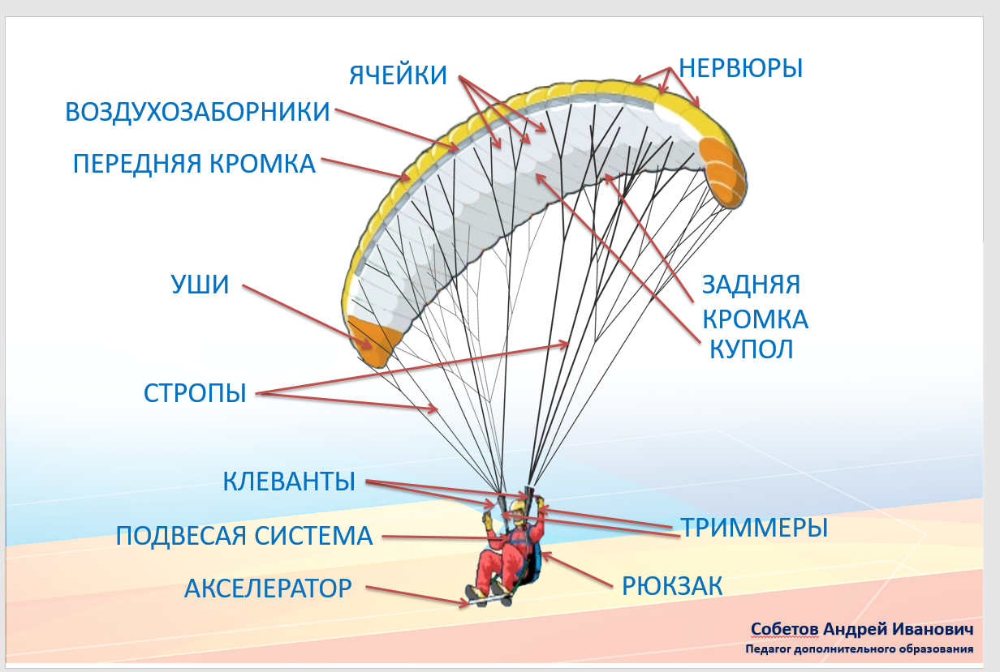 ЯЧЕЙКИ
НЕРВЮРЫ
ВОЗДУХОЗАБОРНИКИ
ПЕРЕДНЯЯ КРОМКА
УШИ
ЗАДНЯЯ
КРОМКА
КУПОЛ
СТРОПЫ
КЛЕВАНТЫ
ПОДВЕСАЯ СИСТЕМА
ТРИММЕРЫ
АКСЕЛЕРАТОР
РЮКЗАК
Собетов Андрей Иванович
Педагог дополнительного образования